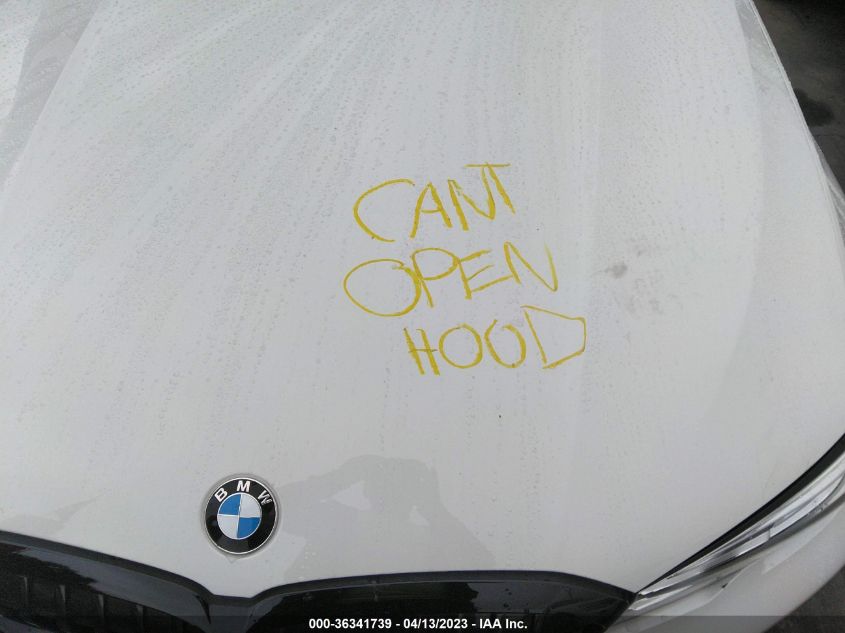 CANT
OPEN
HOOD
BMW
000-36341739 - 04/13/2023 - IAA Inc.